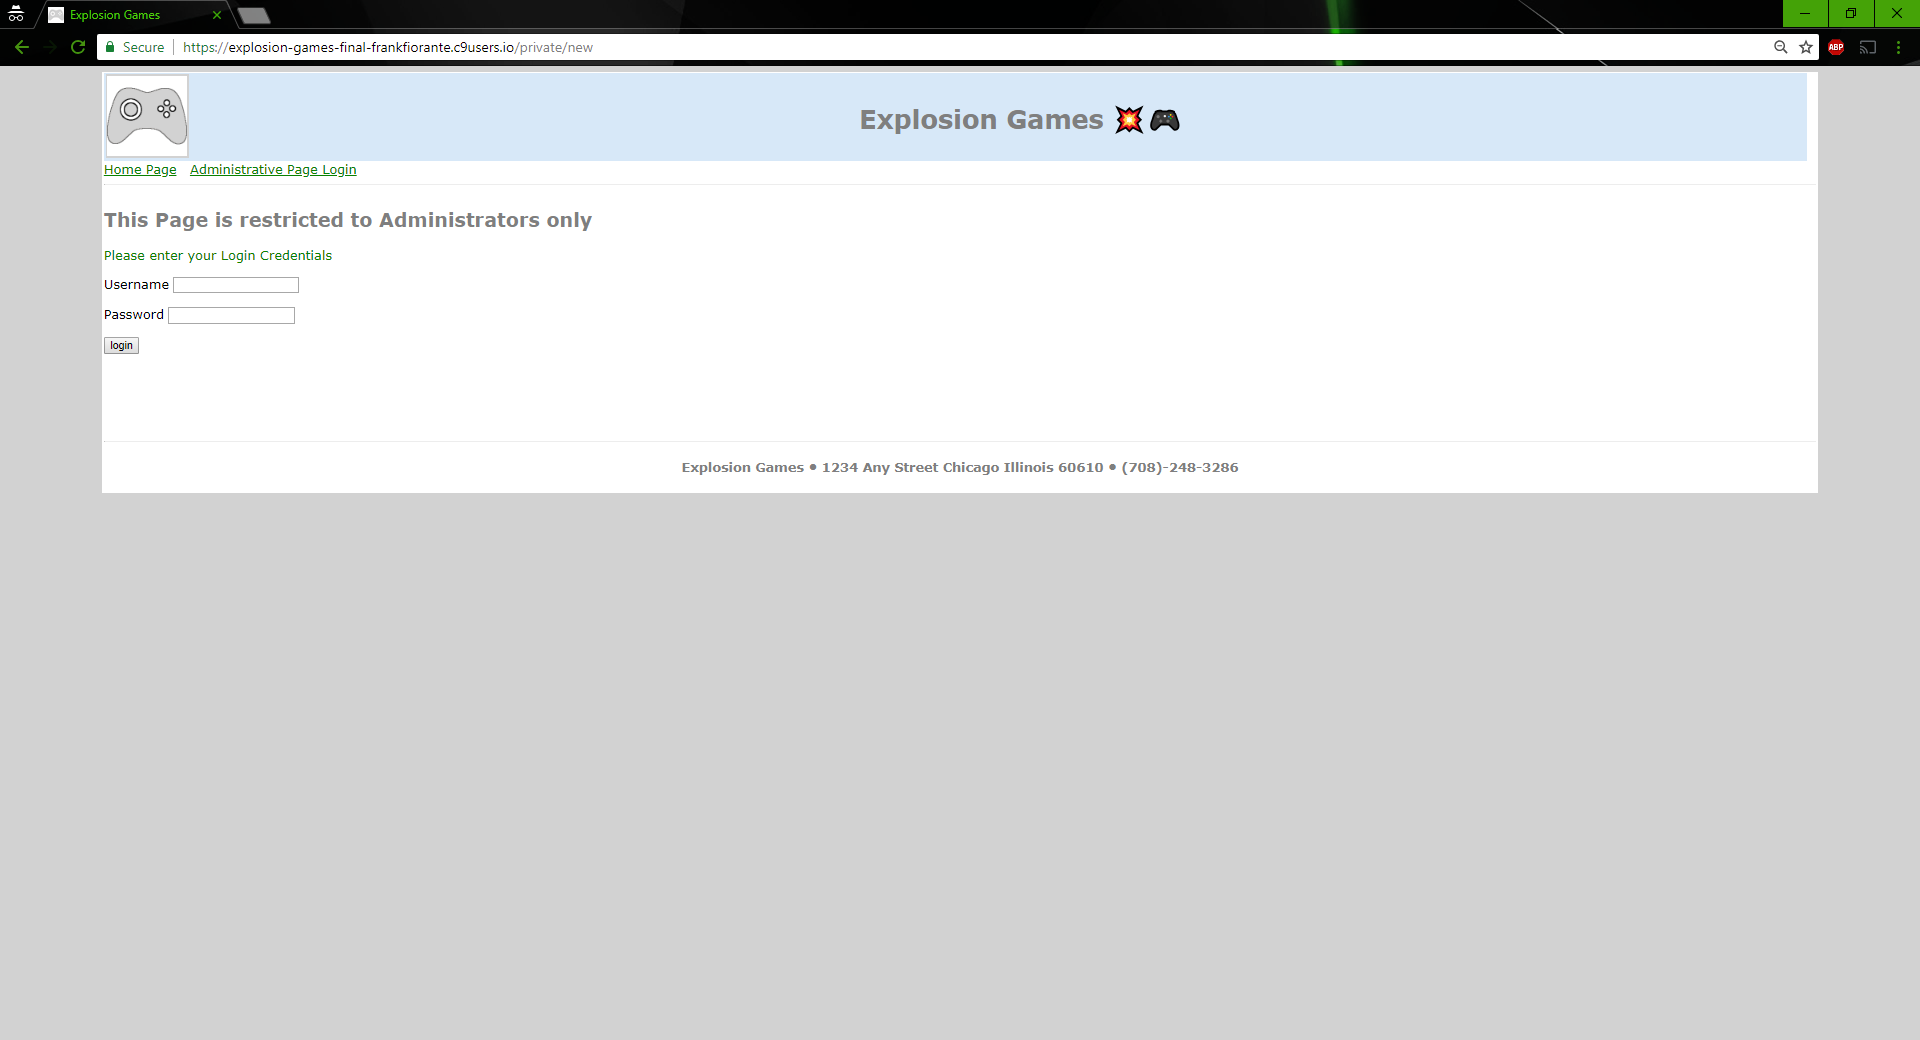 Explosion Games
Secure https://explosion-games-final-frankfiorante.c9users.io/private/new
ABP
Explosion Games 💥🎮
Home Page Administrative Page Login
This Page is restricted to Administrators only
Please enter your Login Credentials
Username
Password
login
Explosion Games • 1234 Any Street Chicago Illinois 60610 • (708)-248-3286